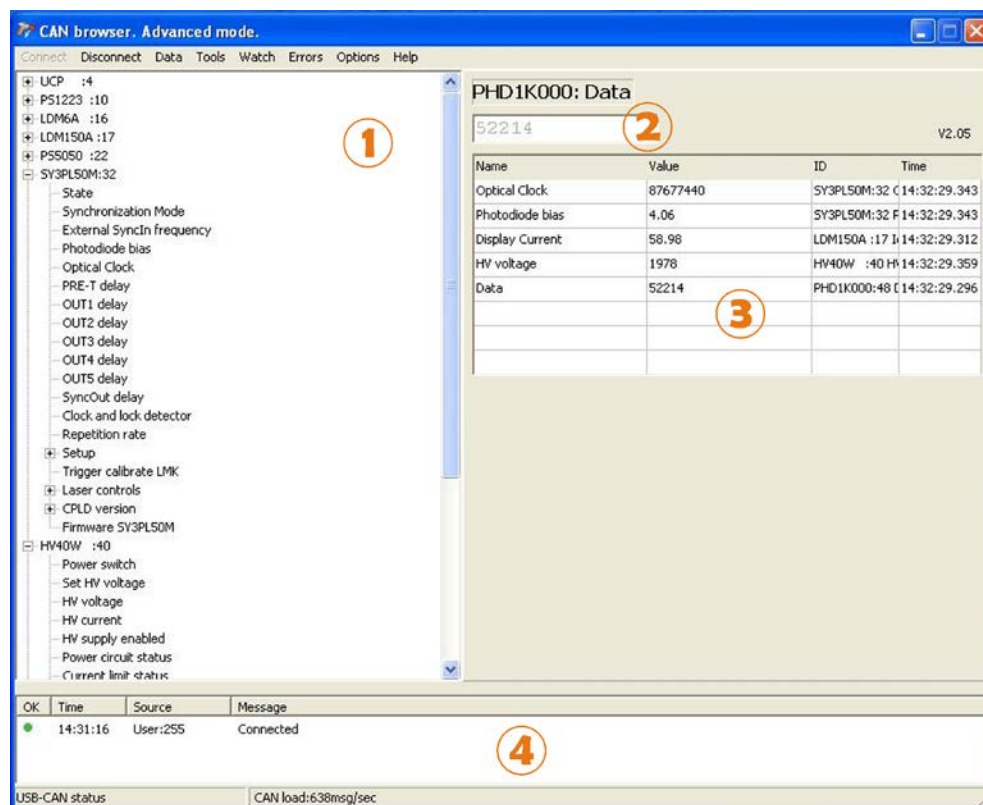 CAN browser. Advanced mode.
Connect Disconnect Data Tools Watch Errors Options Help
UCP :4
PS1223 :10
LDM6A :16
LDM150A :17
PS5050 :22
SY3PL50M:32
State
Synchronization Mode
External SyncIn frequency
Photodiode bias
Optical Clock
PRE-T delay
OUT1 delay
OUT2 delay
OUT3 delay
OUT4 delay
OUT5 delay
SyncOut delay
Clock and lock detector
Repetition rate
Setup
Trigger calibrate LMK
Laser controls
CPLD version
Firmware SY3PL50M
HV40W :40
Power switch
Set HV voltage
HV voltage
HV current
HV supply enabled
Power circuit status
Current limit status
1
PHD1K000: Data
52214
2
V2.05
Name Value ID Time
Optical Clock 87677440 SY3PL50M:32 14:32:29.343
Photodiode bias 4.06 SY3PL50M:32 14:32:29.343
Display Current 58.98 LDM150A :17 14:32:29.312
HV voltage 1978 HV40W :40 14:32:29.359
Data 52214 PHD1K000:48 14:32:29.296
3
OK Time Source Message
14:31:16 User:255 Connected
4
USB-CAN status CAN load:638msg/sec